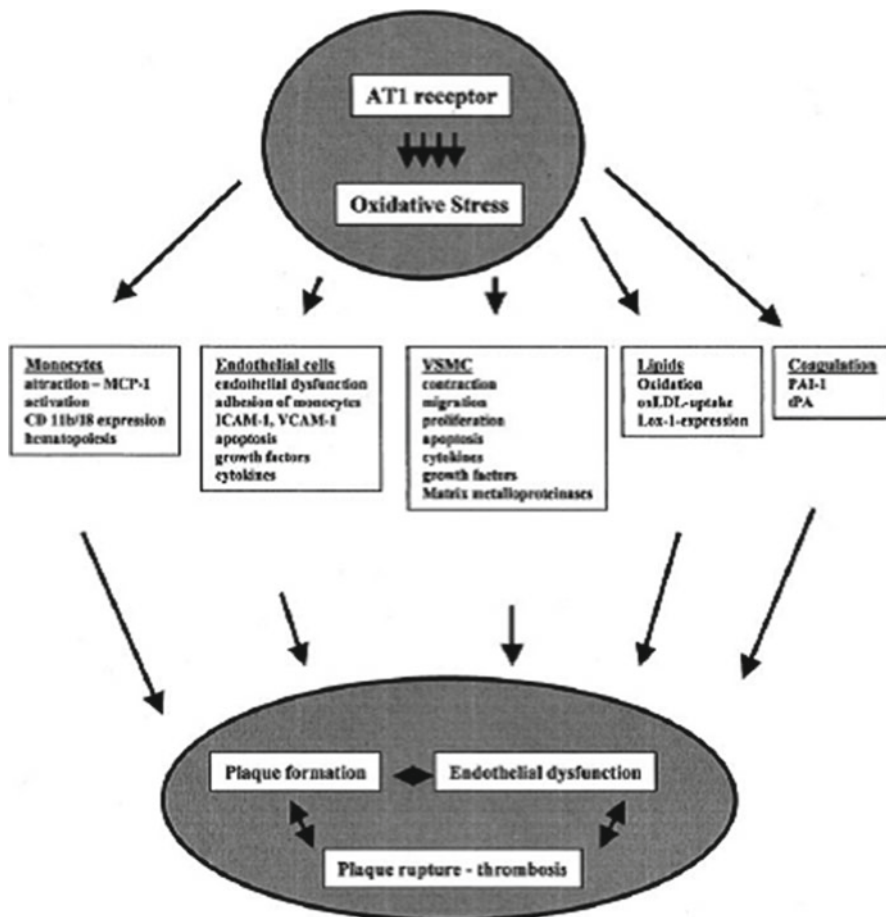 AT1 receptor
Oxidative Stress
Monocytes
attraction – MCP-1
activation
CD 11b/18 expression
hematopoiesis
Endothelial cells
endothelial dysfunction
adhesion of monocytes
ICAM-1, VCAM-1
apoptosis
growth factors
cytokines
VSMC
contraction
migration
proliferation
apoptosis
cytokines
growth factors
Matrix metalloproteinases
Lipids
Oxidation
oxLDL-uptake
Lox-1-expression
Coagulation
PAI-1
tPA
Plaque formation
Endothelial dysfunction
Plaque rupture - thrombosis